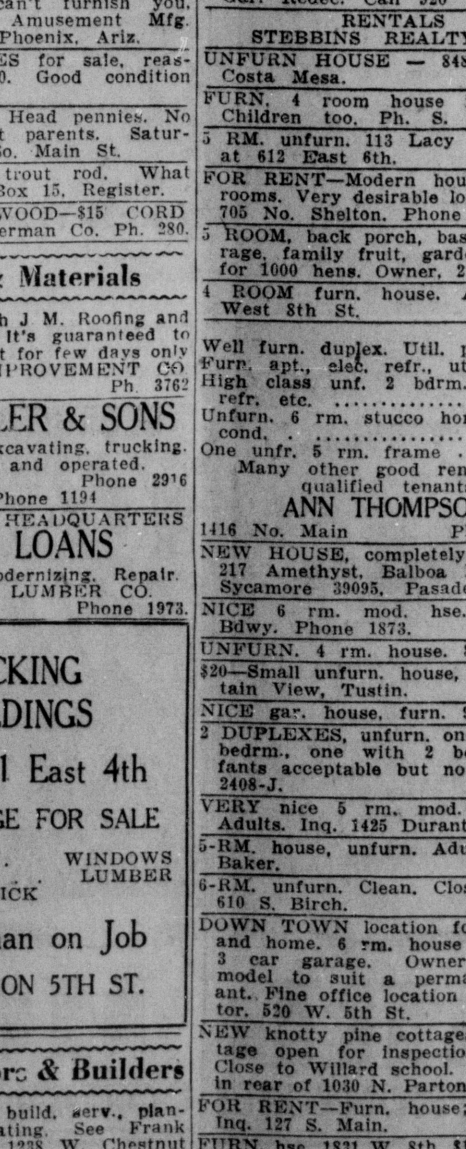 can't furnish you.
Amusement Mfg.
Phoenix, Ariz.
ES for sale, reas-
0. Good condition
Head pennies. No
t parents. Satur-
So. Main St.
trout rod. What
Box 15, Register.
WOOD—$15 CORD
erman Co. Ph. 280.
Materials
h J. M. Roofing and
It's guaranteed to
t for few days only
MPROVEMENT CO
Ph. 3762
LER & SONS
xcavating, trucking.
and operated.
Phone 2916
Phone 1194
HEADQUARTERS
LOANS
odernizing, Repair.
LUMBER CO.
Phone 1973.
CKING
DINGS
1 East 4th
GE FOR SALE
. WINDOWS
. . LUMBER
ICK
an on Job
ON 5TH ST.
ors & Builders
build. serv., plan-
ating. See Frank
1238 W. Chestnut
RENTALS
STEBBINS REALTY
UNFURN HOUSE —
Costa Mesa.
FURN. 4 room house
Children too. Ph. S.
5 RM. unfurn. 113 Lacy
at 612 East 6th.
FOR RENT—Modern hou
rooms. Very desirable lo
705 No. Shelton. Phone
5 ROOM, back porch, bas
rage, family fruit, gard
for 1000 hens. Owner, 2
4 ROOM furn. house.
West 8th St.
Well furn. duplex. Util. p
Furn. apt., elec. refr., ut
High class unf. 2 bdrm.
refr. etc. ............
Unfurn. 6 rm. stucco ho
cond. . ...............
One unfr. 5 rm. frame .
Many other good ren
qualified tenants
ANN THOMPSO
1416 No. Main P
NEW HOUSE, completely
217 Amethyst, Balboa
Sycamore 39095, Pasad
NICE 6 rm. mod. hse.
Bdwy. Phone 1873.
UNFURN. 4 rm. house.
$20—Small unfurn. house,
tain View, Tustin.
NICE gar. house, furn.
2 DUPLEXES, unfurn. on
bedrm., one with 2 be
fants acceptable but no
2408-J.
VERY nice 5 rm. mod.
Adults. Inq. 1425 Durant
5-RM. house, unfurn. Adu
Baker.
6-RM. unfurn. Clean. Clos
610 S. Birch.
DOWN TOWN location fo
and home. 6 rm. house
3 car garage. Owner
model to suit a perma
ant. Fine office location
tor. 520 W. 5th St.
NEW knotty pine cottage
tage open for inspectio
Close to Willard school.
in rear of 1030 N. Parton
FOR RENT—Furn. house;
Inq. 127 S. Main.
FURN. hse. 1821 W. 8th